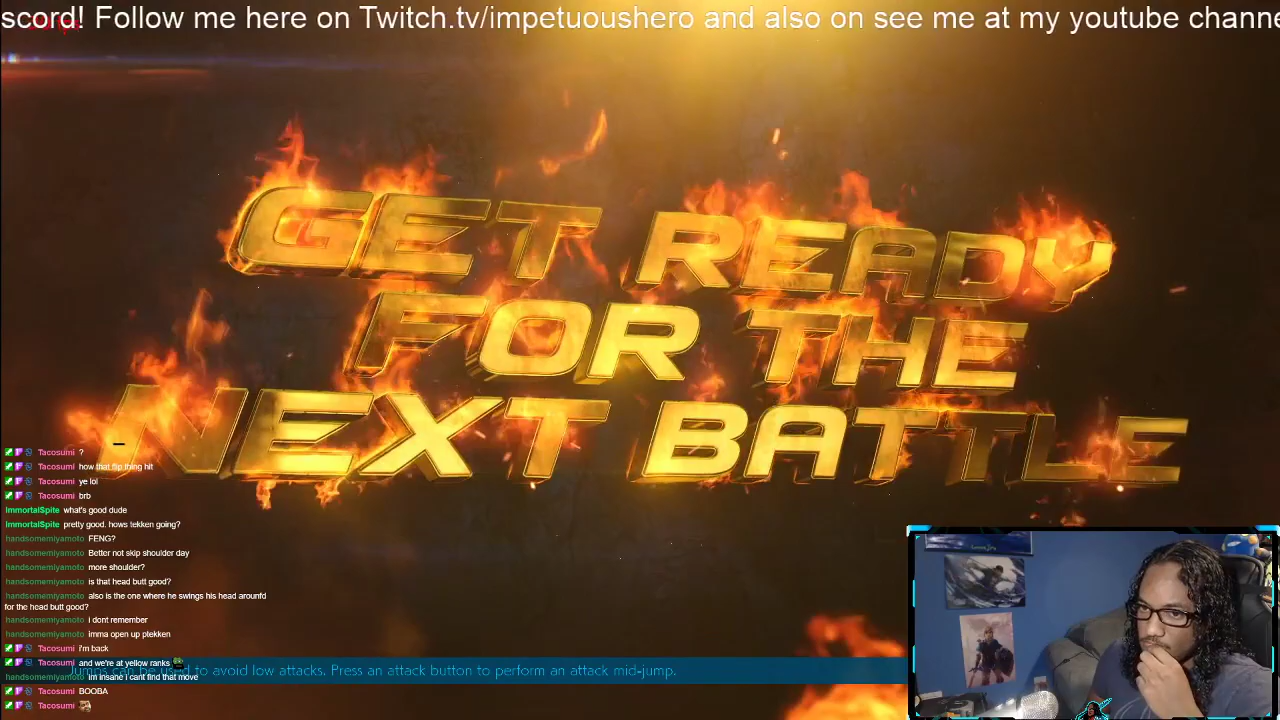 scord! Follow me here on Twitch.tv/impetuoushero and also on see me at my youtube channe
GET READY
FOR THE
NEXT BATTLE
Tacosumi ?
Tacosumi how that flip thing hit
Tacosumi ye lol
Tacosumi brb
ImmortalSpite what's good dude
ImmortalSpite pretty good. hows tekken going?
handsomemiyamoto FENG?
handsomemiyamoto Better not skip shoulder day
handsomemiyamoto more shoulder?
handsomemiyamoto is that head butt good?
handsomemiyamoto also is the one where he swings his head arounfd
for the head butt good?
handsomemiyamoto i dont remember
handsomemiyamoto imma open up ptekken
Tacosumi i'm back
Tacosumi and we're at yellow ranks
Jumps can be used to avoid low attacks. Press an attack button to perform an attack mid-jump.
handsomemiyamoto im insane i cant find that move
Tacosumi BOOBA
Tacosumi